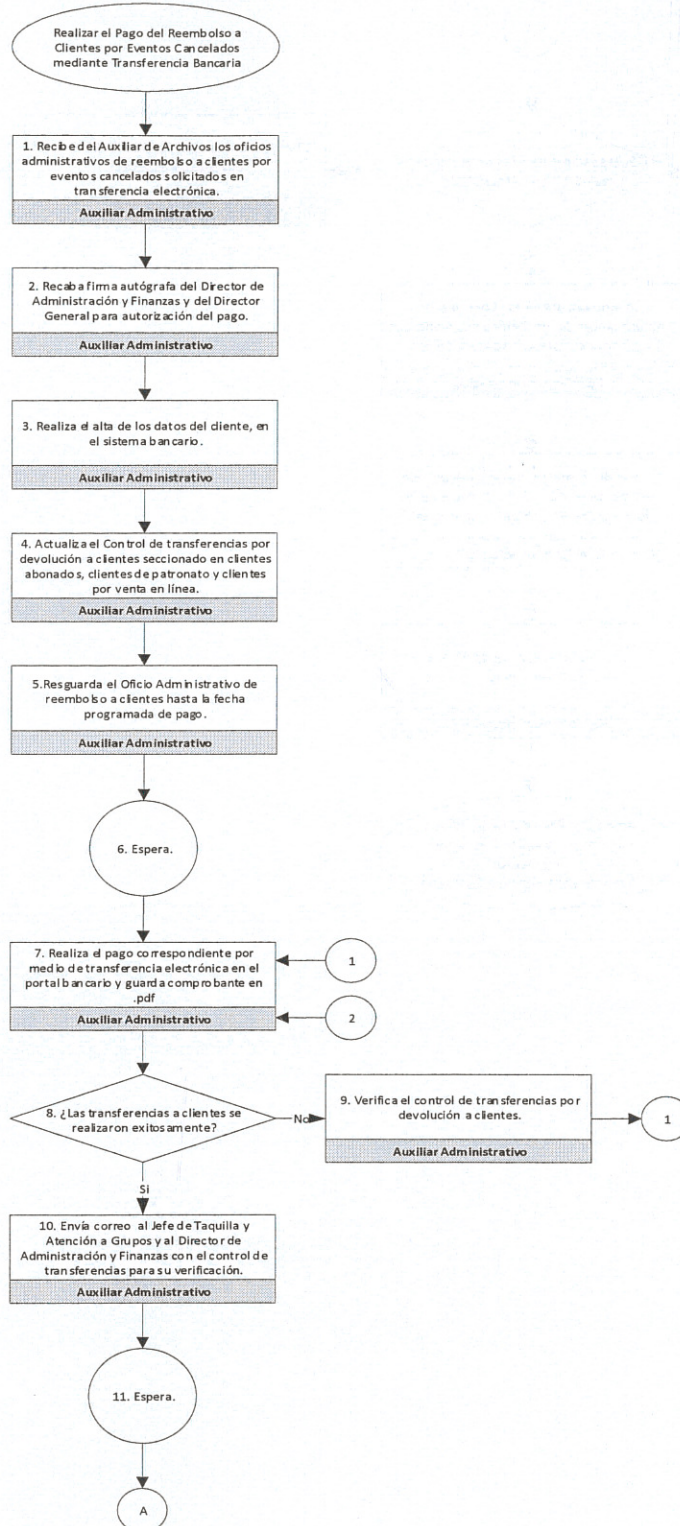 Realizar el Pago del Reembolso a
Clientes por Eventos Cancelados
mediante Transferencia Bancaria
1. Recibe del Auxiliar de Archivos los oficios
administrativos de reembolso a clientes por
eventos cancelados solicitados en
transferencia electrónica.
Auxiliar Administrativo
2. Recaba firma autógrafa del Director de
Administración y Finanzas y del Director
General para autorización del pago.
Auxiliar Administrativo
3. Realiza el alta de los datos del cliente, en
el sistema bancario.
Auxiliar Administrativo
4. Actualiza el Control de transferencias por
devolución a clientes seccionado en clientes
abonados, clientes de patronato y clientes
por venta en línea.
Auxiliar Administrativo
5.Resguarda el Oficio Administrativo de
reembolso a clientes hasta la fecha
programada de pago.
Auxiliar Administrativo
6. Espera.
7. Realiza el pago correspondiente por
medio de transferencia electrónica en el
portal bancario y guarda comprobante en
.pdf
Auxiliar Administrativo
1
2
8. ¿Las transferencias a clientes se
realizaron exitosamente?
No
9. Verifica el control de transferencias por
devolución a clientes.
Auxiliar Administrativo
1
Si
10. Envía correo al Jefe de Taquilla y
Atención a Grupos y al Director de
Administración y Finanzas con el control de
transferencias para su verificación.
Auxiliar Administrativo
11. Espera.
A